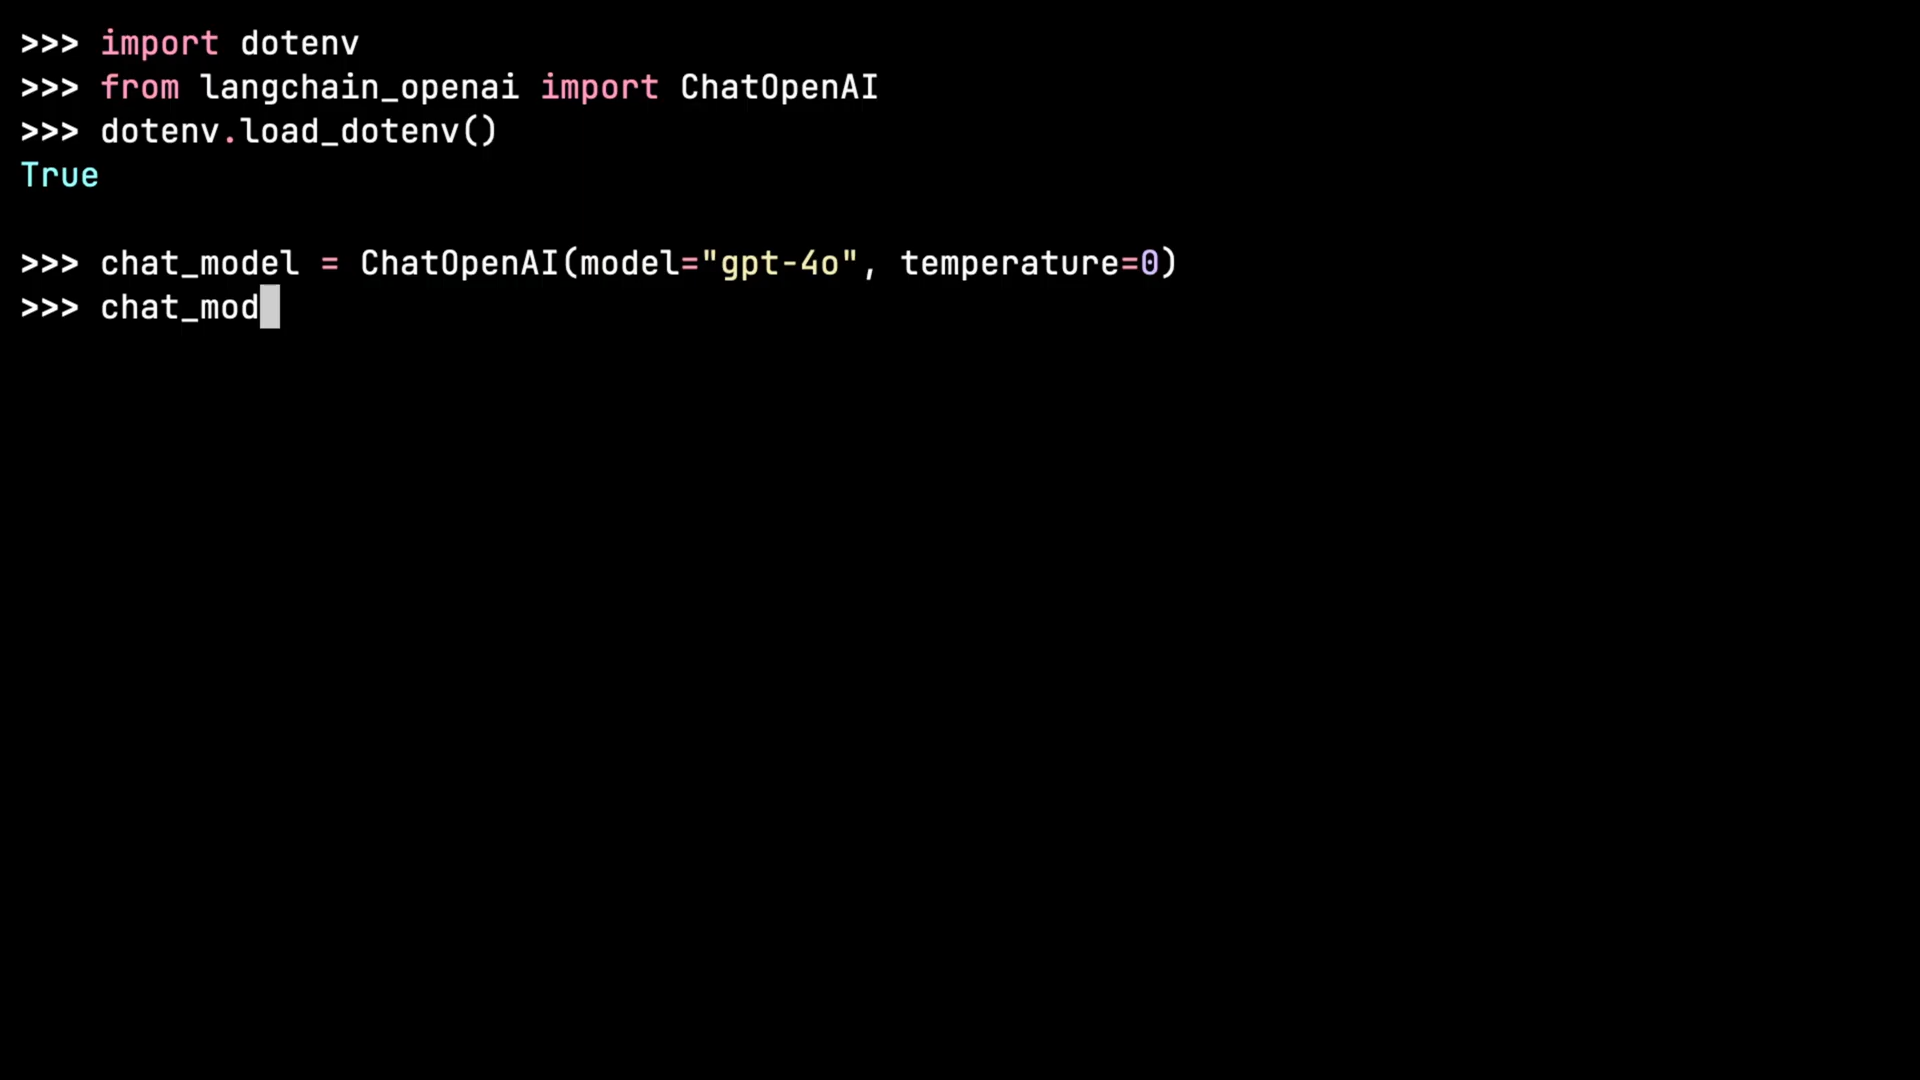 >>> import dotenv
>>> from langchain_openai import ChatOpenAI
>>> dotenv.load_dotenv()
True
>>> chat_model = ChatOpenAI(model="gpt-4o", temperature=0)
>>> chat_mod